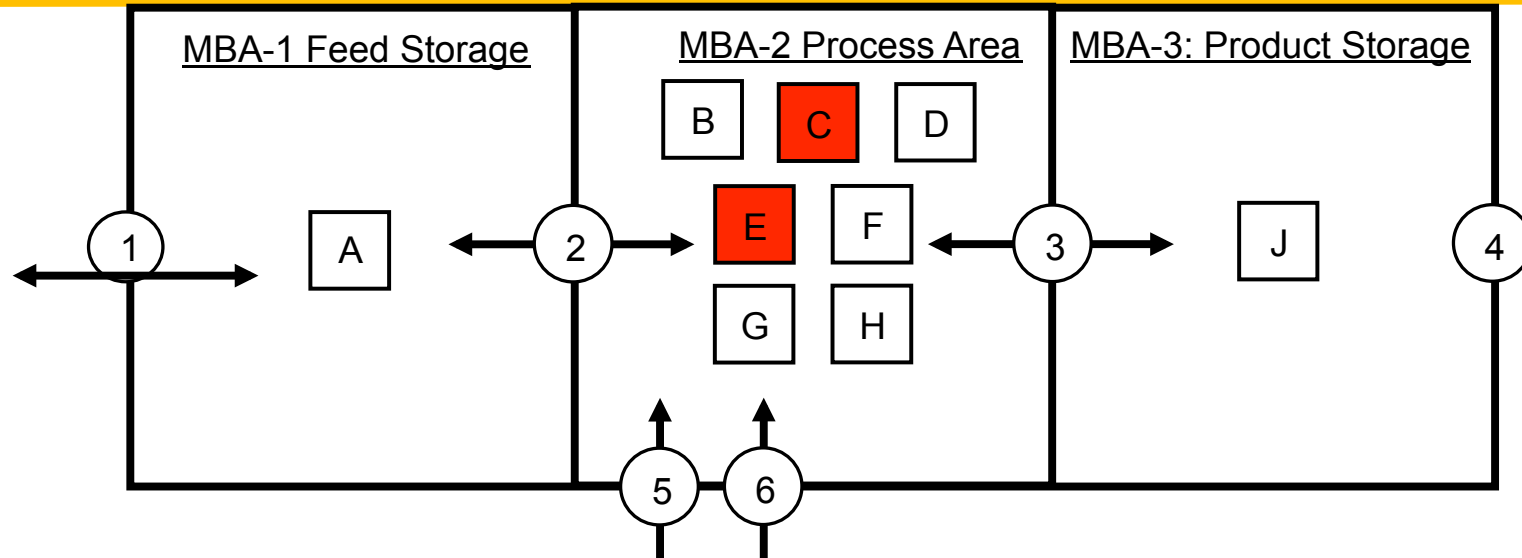 MBA-1 Feed Storage
MBA-2 Process Area
MBA-3: Product Storage
B C D
E F
1 A 2 3 J 4
G H
5 6